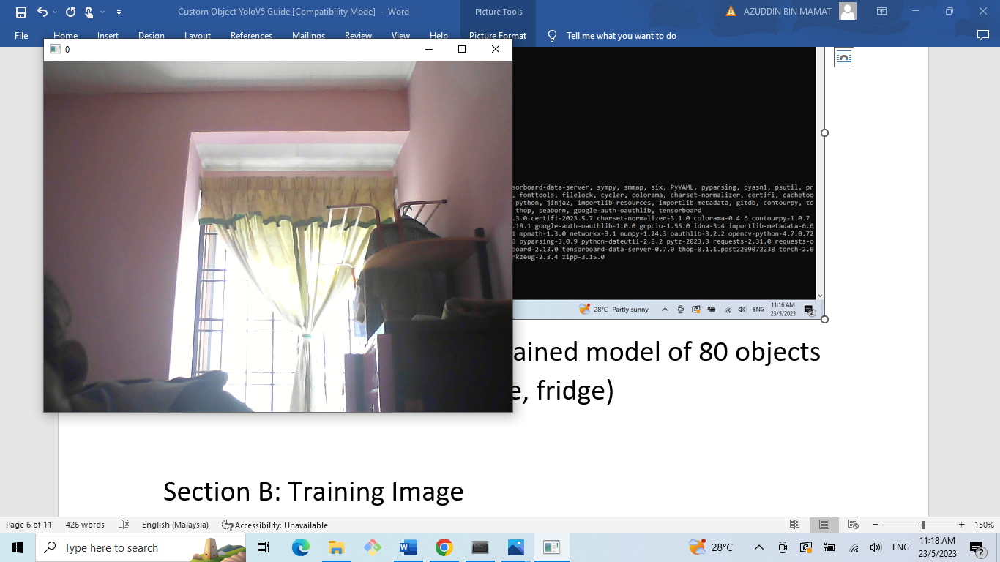 Custom Object YoloV5 Guide [Compatibility Mode] - Word
Picture Tools
AZUDDIN BIN MAMAT
File Home Insert Design Layout References Mailings Review View Help Picture Format Tell me what you want to do
0
sorboard-data-server, sympy, smmap, six, PyYAML, pyparsing, pyasn1, psutil, pr
, fonttools, filelock, cycler, colorama, charset-normalizer, certifi, cachetoo
-python, jinja2, importlib-resources, importlib-metadata, gitdb, contourpy, to
thop, seaborn, google-auth-oauthlib, tensorboard
.3.0 certifi-2023.5.7 charset-normalizer-3.1.0 colorama-0.4.6 contourpy-1.0.7
.18.1 google-auth-oauthlib-1.0.0 grpcio-1.55.0 idna-3.4 importlib-metadata-6.6
1 mpmath-1.3.0 networkx-3.1 numpy-1.24.3 oauthlib-3.2.2 opencv-python-4.7.0.72
0 pyparsing-3.0.9 python-dateutil-2.8.2 pytz-2023.3 requests-2.31.0 requests-o
board-2.13.0 tensorboard-data-server-0.7.0 thop-0.1.1.post2209072238 torch-2.0
rkzeug-2.3.4 zipp-3.15.0
28°C Partly sunny ENG 11:16 AM
23/5/2023 2
ained model of 80 objects
e, fridge)
Section B: Training Image
Page 6 of 11 426 words English (Malaysia) Accessibility: Unavailable 150%
Type here to search 28°C ENG 11:18 AM
23/5/2023 2